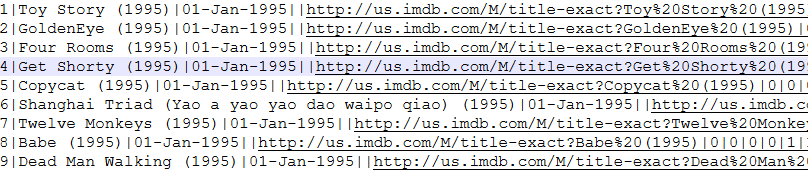 1|Toy Story (1995)|01-Jan-1995||http://us.imdb.com/M/title-exact?Toy%20Story%20(1995
2|GoldenEye (1995)|01-Jan-1995||http://us.imdb.com/M/title-exact?GoldenEye%20(1995)|
3|Four Rooms (1995)|01-Jan-1995||http://us.imdb.com/M/title-exact?Four%20Rooms%20(199
4|Get Shorty (1995)|01-Jan-1995||http://us.imdb.com/M/title-exact?Get%20Shorty%20(199
5|Copycat (1995)|01-Jan-1995||http://us.imdb.com/M/title-exact?Copycat%20(1995)|0|0|
6|Shanghai Triad (Yao a yao yao dao waipo qiao) (1995)|01-Jan-1995||http://us.imdb.co
7|Twelve Monkeys (1995)|01-Jan-1995||http://us.imdb.com/M/title-exact?Twelve%20Monke
8|Babe (1995)|01-Jan-1995||http://us.imdb.com/M/title-exact?Babe%20(1995)|0|0|0|0|1|
9|Dead Man Walking (1995)|01-Jan-1995||http://us.imdb.com/M/title-exact?Dead%20Man%